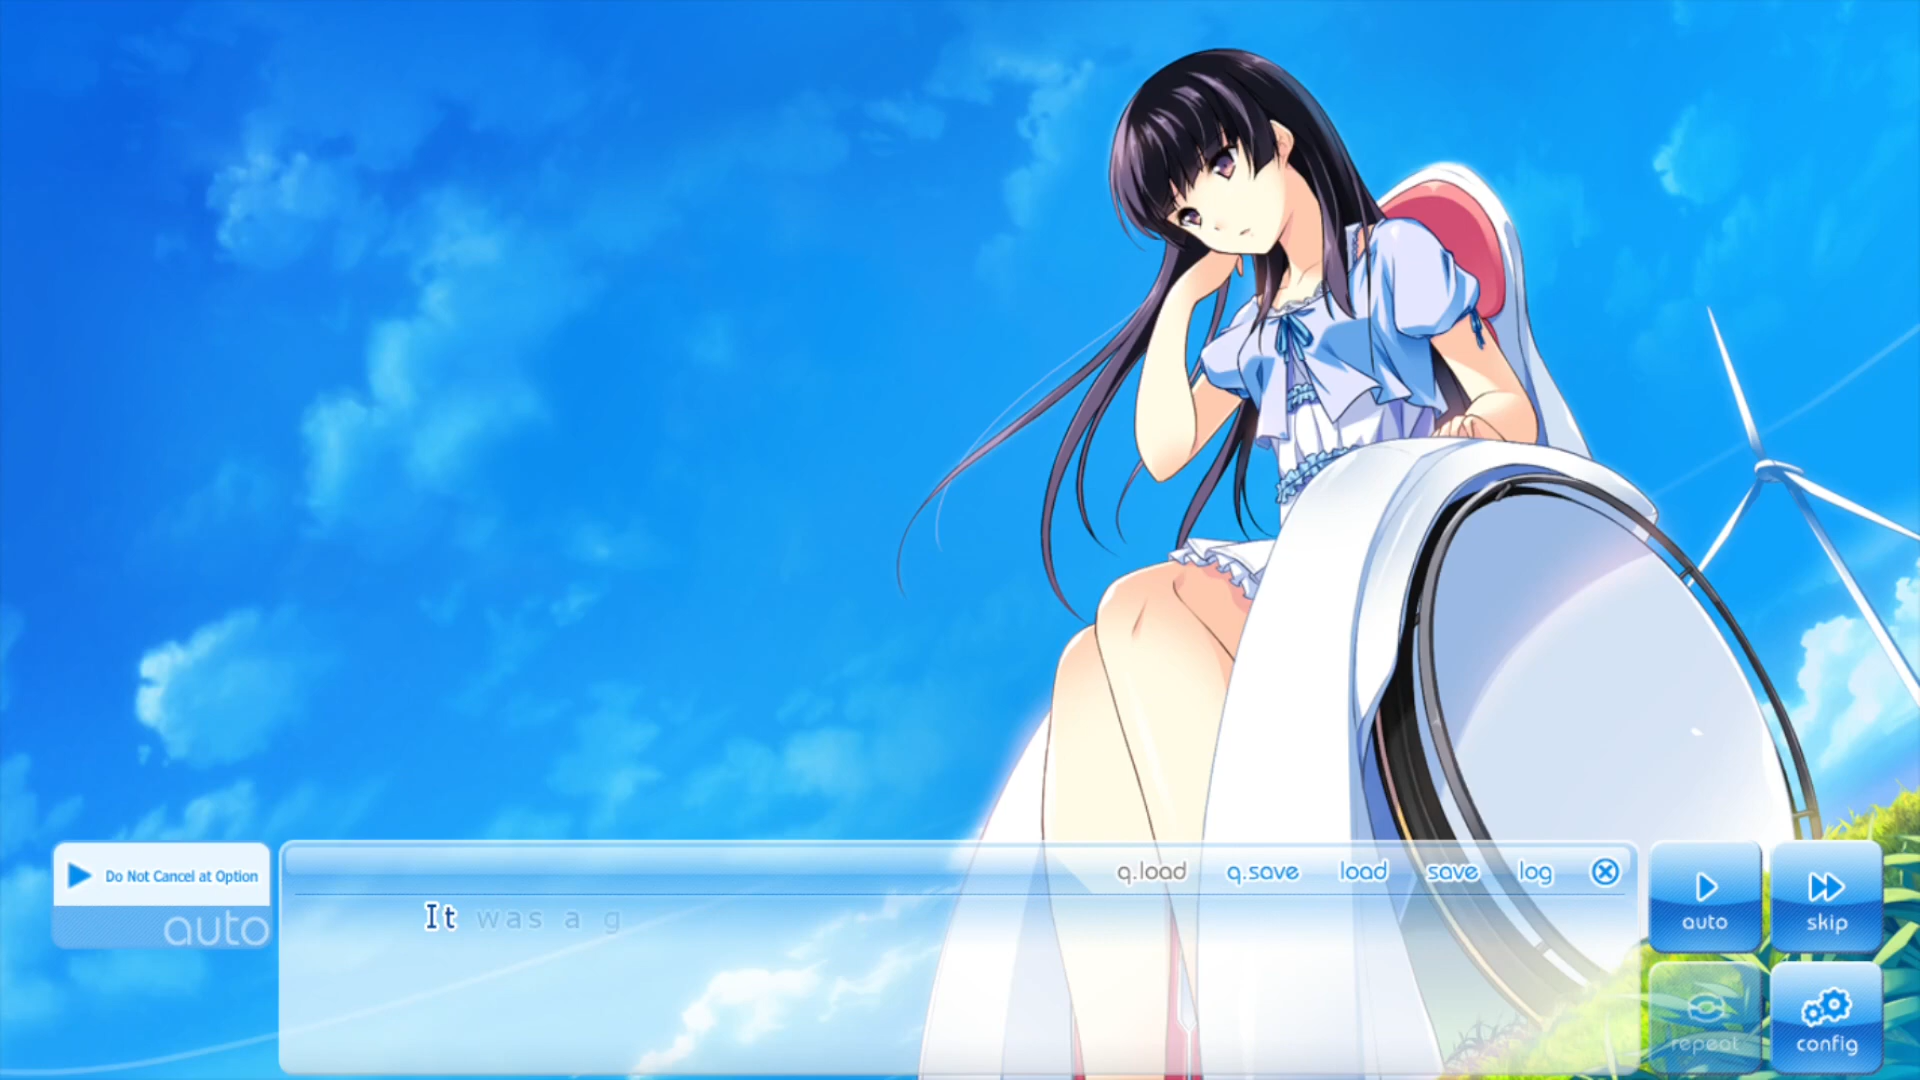 Do Not Cancel at Option
auto
q.load q.save load save log
It was a g
auto
skip
repeat
config